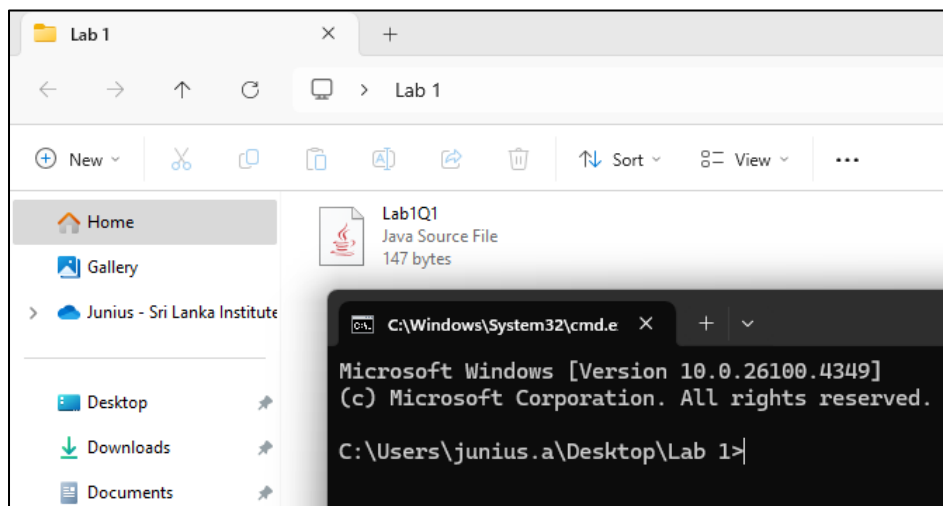 Lab 1
Lab 1
New
Sort
View
Home
Gallery
Junius - Sri Lanka Institute
Desktop
Downloads
Documents
Lab1Q1
Java Source File
147 bytes
C:\Windows\System32\cmd.e
Microsoft Windows [Version 10.0.26100.4349]
(c) Microsoft Corporation. All rights reserved.
C:\Users\junius.a\Desktop\Lab 1>